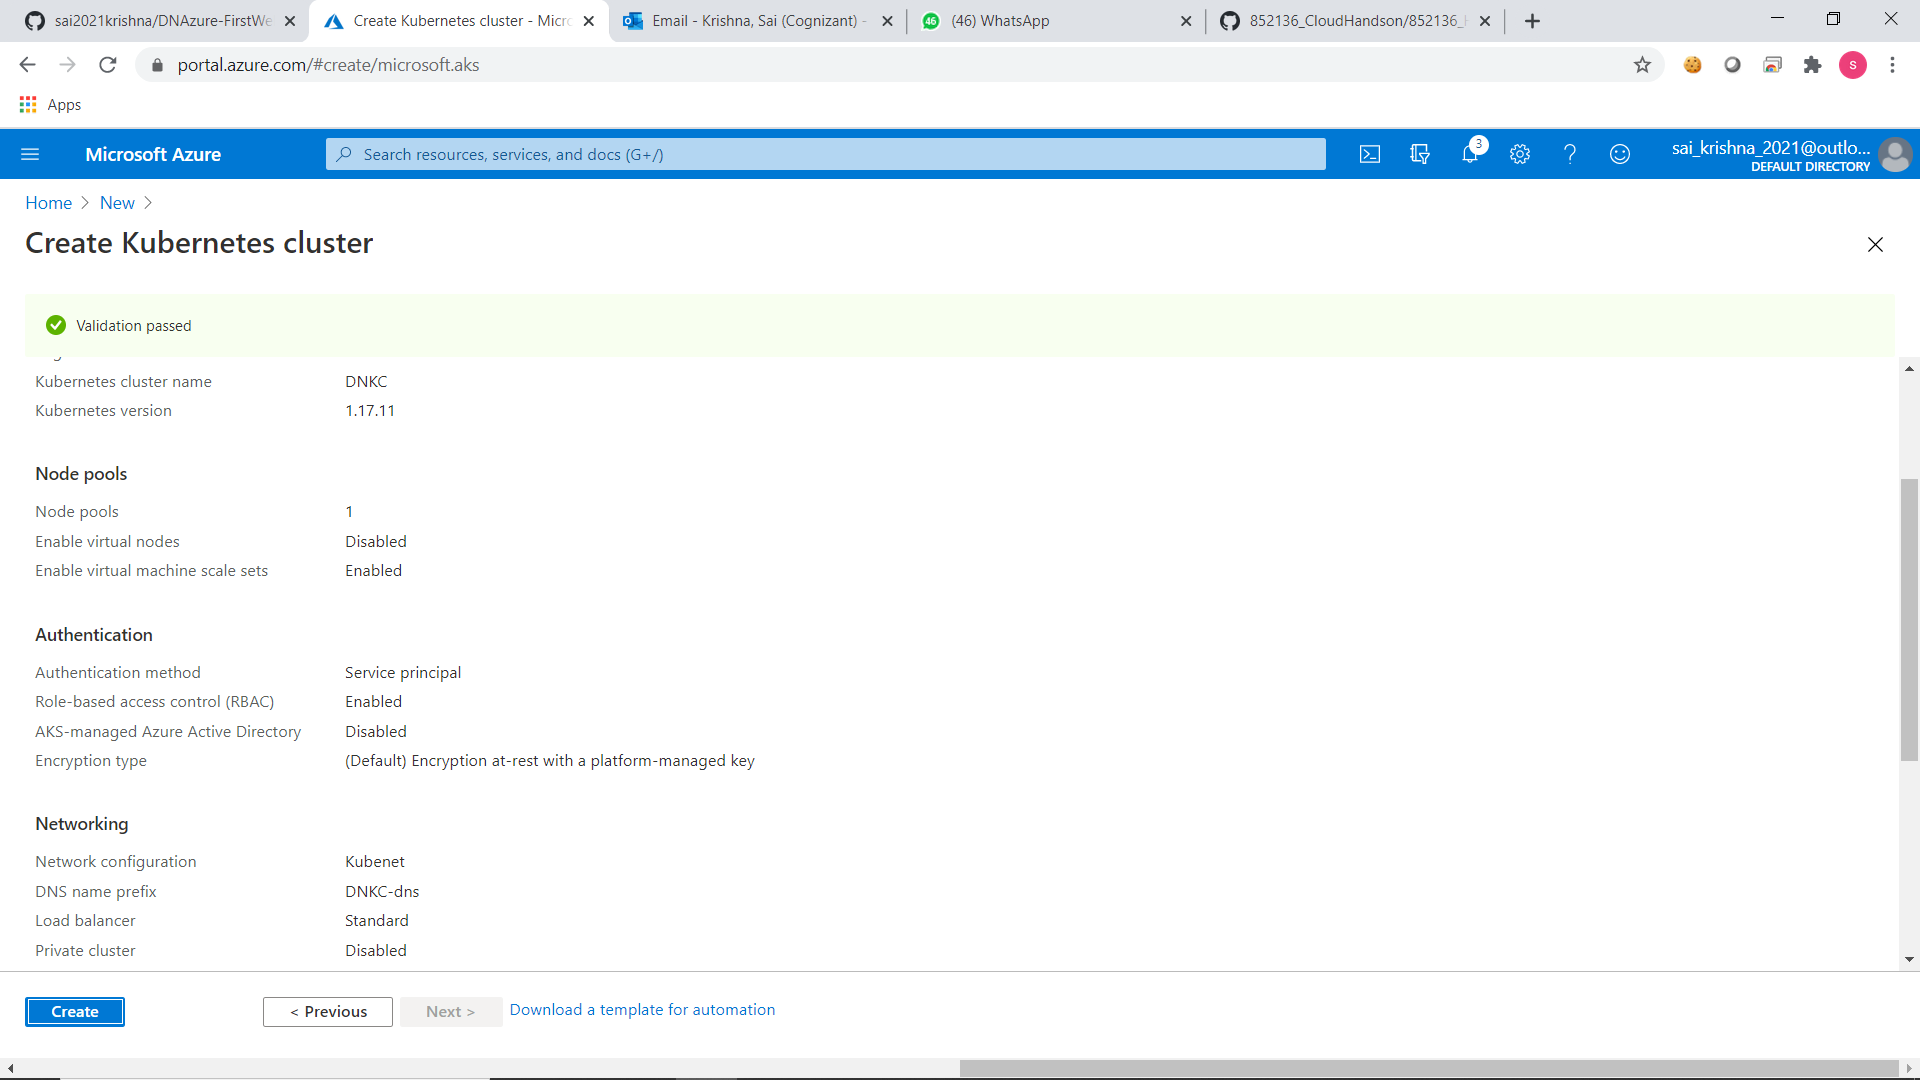 sai2021krishna/DNAzure-FirstWe
Create Kubernetes cluster - Micro
Email - Krishna, Sai (Cognizant) -
46 (46) WhatsApp
852136_CloudHandson/852136_
portal.azure.com/#create/microsoft.aks
S
Apps
Microsoft Azure
Search resources, services, and docs (G+/)
3
sai_krishna_2021@outlo...
DEFAULT DIRECTORY
Home > New >
Create Kubernetes cluster
Validation passed
Kubernetes cluster name DNKC
Kubernetes version 1.17.11
Node pools
Node pools 1
Enable virtual nodes Disabled
Enable virtual machine scale sets Enabled
Authentication
Authentication method Service principal
Role-based access control (RBAC) Enabled
AKS-managed Azure Active Directory Disabled
Encryption type (Default) Encryption at-rest with a platform-managed key
Networking
Network configuration Kubenet
DNS name prefix DNKC-dns
Load balancer Standard
Private cluster Disabled
Create < Previous Next > Download a template for automation